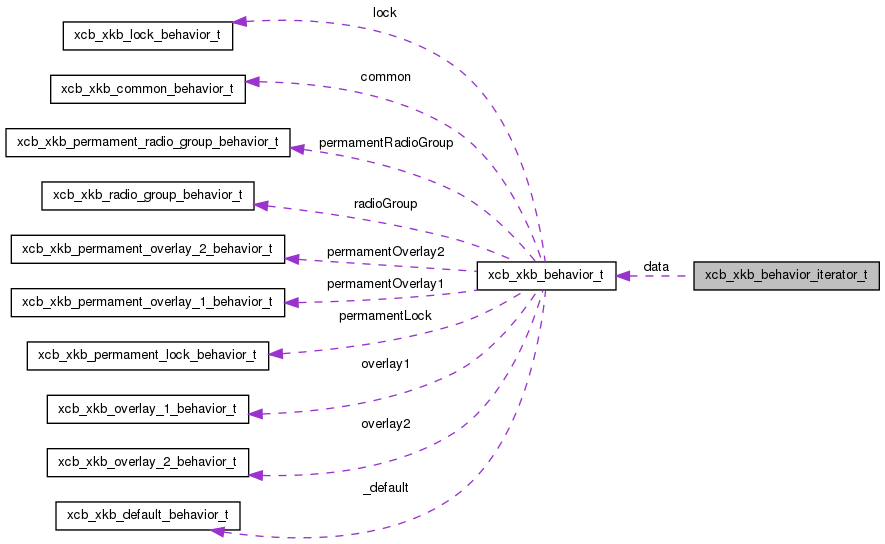 lock
xcb_xkb_lock_behavior_t
common
xcb_xkb_common_behavior_t
permamentRadioGroup
xcb_xkb_permament_radio_group_behavior_t
radioGroup
xcb_xkb_radio_group_behavior_t
permamentOverlay2
xcb_xkb_permament_overlay_2_behavior_t
data
xcb_xkb_behavior_t
xcb_xkb_behavior_iterator_t
permamentOverlay1
xcb_xkb_permament_overlay_1_behavior_t
permamentLock
xcb_xkb_permament_lock_behavior_t
overlay1
xcb_xkb_overlay_1_behavior_t
overlay2
xcb_xkb_overlay_2_behavior_t
_default
xcb_xkb_default_behavior_t